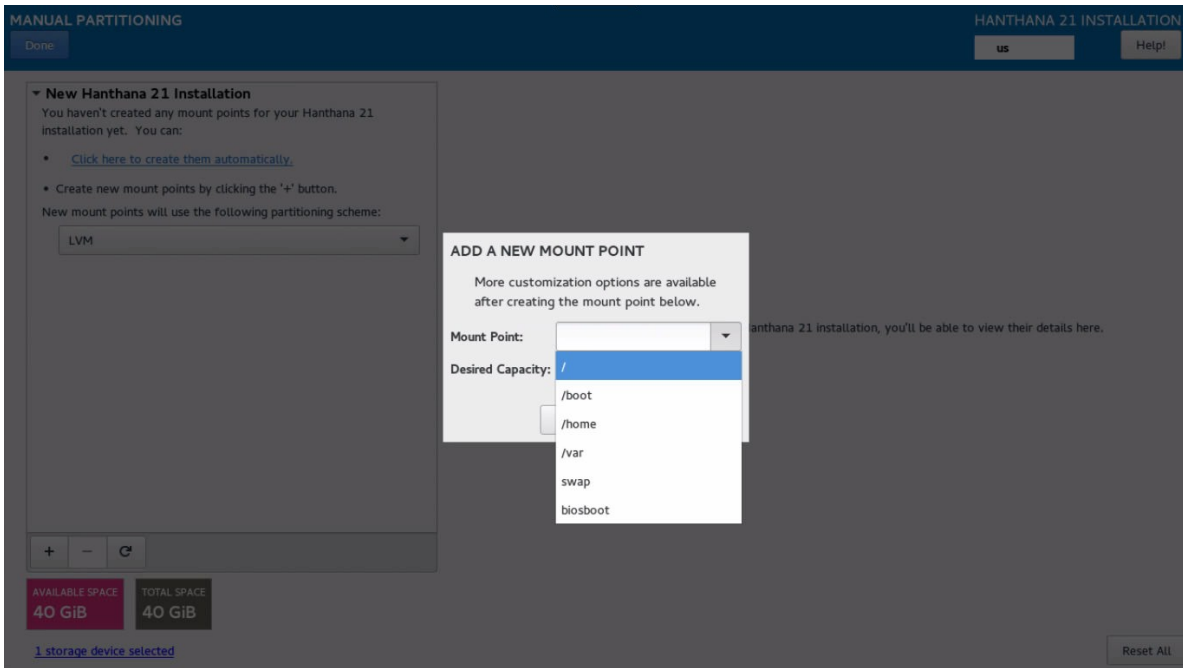 MANUAL PARTITIONING
HANTHANA 21 INSTALLATION
Done
us
Help!
New Hanthana 21 Installation
You haven't created any mount points for your Hanthana 21
installation yet. You can:
• Click here to create them automatically.
• Create new mount points by clicking the '+' button.
New mount points will use the following partitioning scheme:
LVM
ADD A NEW MOUNT POINT
More customization options are available
after creating the mount point below.
Mount Point:
anthana 21 installation, you'll be able to view their details here.
Desired Capacity:
/
/boot
/home
/var
swap
biosboot
+ −
AVAILABLE SPACE
40 GiB
TOTAL SPACE
40 GiB
1 storage device selected
Reset All